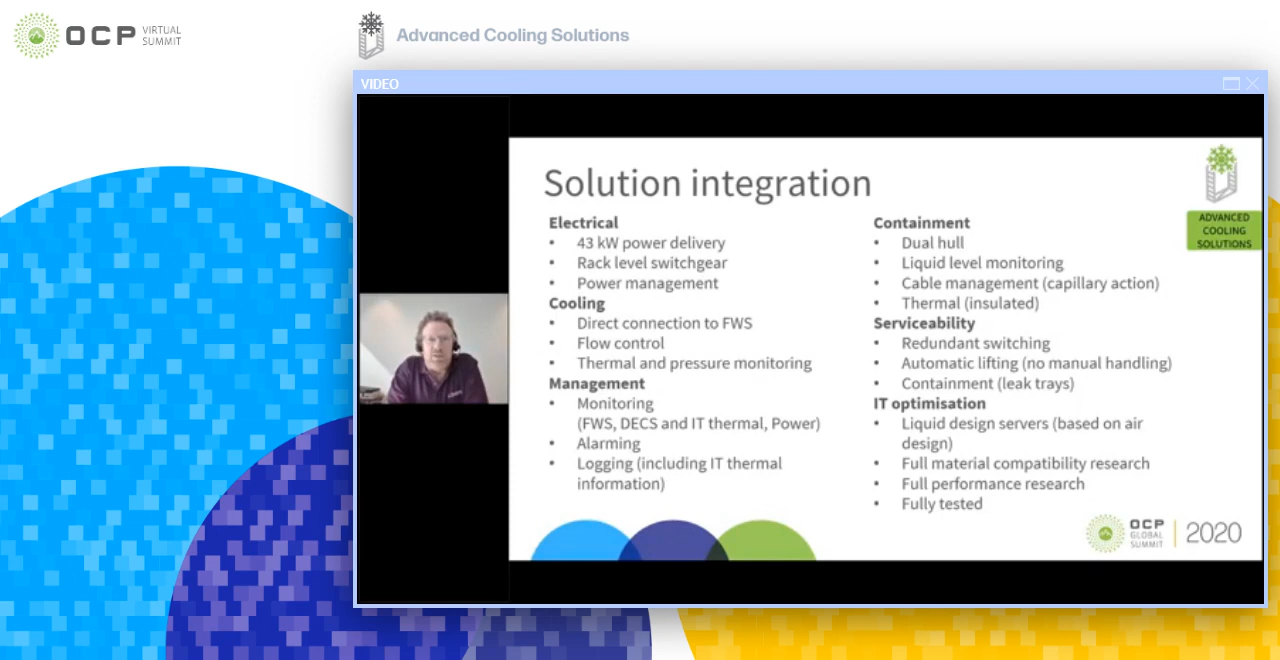 OCP VIRTUAL
SUMMIT
Advanced Cooling Solutions
VIDEO
Solution integration
Electrical
• 43 kW power delivery
• Rack level switchgear
• Power management
Cooling
• Direct connection to FWS
• Flow control
• Thermal and pressure monitoring
Management
• Monitoring
(FWS, DECS and IT thermal, Power)
• Alarming
• Logging (including IT thermal
information)
Containment
• Dual hull
• Liquid level monitoring
• Cable management (capillary action)
• Thermal (insulated)
Serviceability
• Redundant switching
• Automatic lifting (no manual handling)
• Containment (leak trays)
IT optimisation
• Liquid design servers (based on air
design)
• Full material compatibility research
• Full performance research
• Fully tested
ADVANCED
COOLING
SOLUTIONS
OCP
GLOBAL
SUMMIT
2020